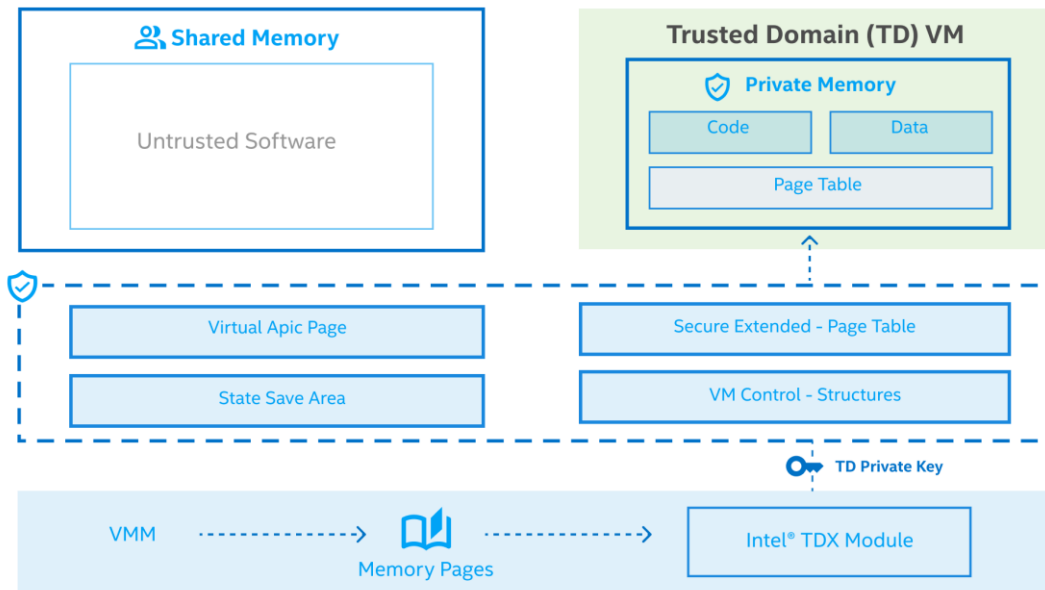 Shared Memory
Untrusted Software
Trusted Domain (TD) VM
Private Memory
Code
Data
Page Table
Virtual Apic Page
Secure Extended - Page Table
State Save Area
VM Control - Structures
TD Private Key
VMM
Memory Pages
Intel® TDX Module